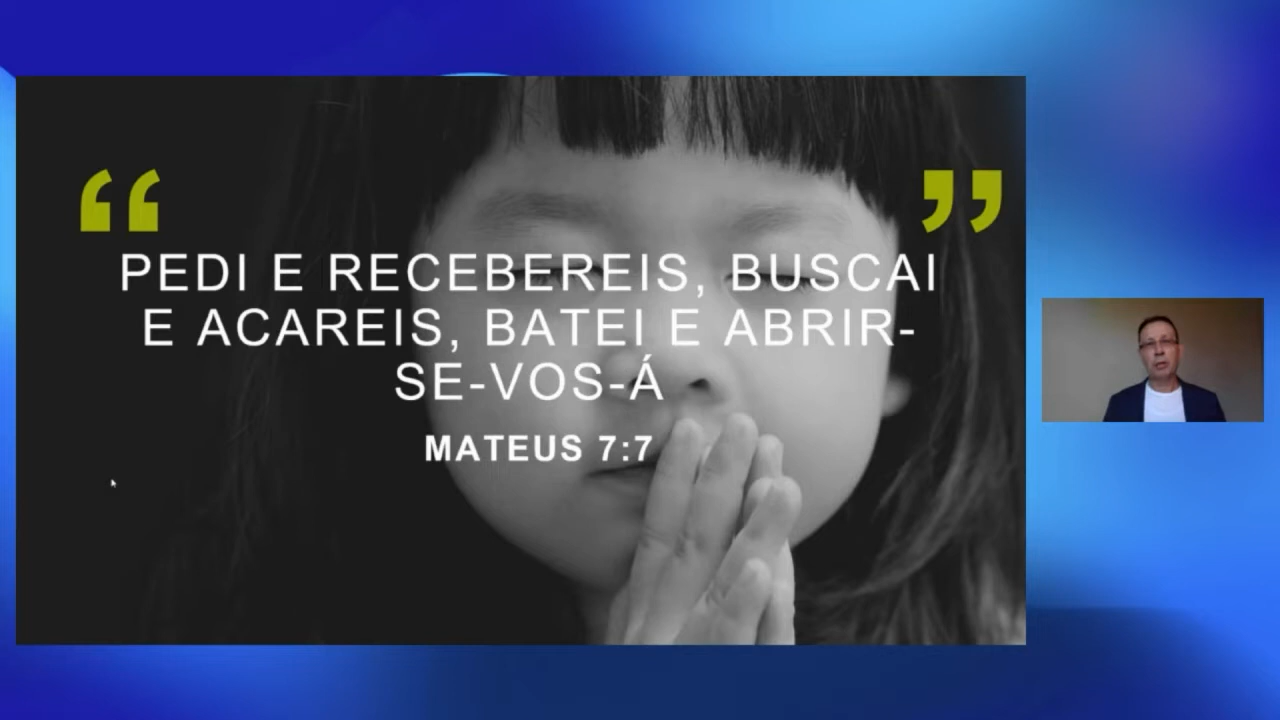 “ ”
PEDI E RECEBEREIS, BUSCAI
E ACAREIS, BATEI E ABRIR-
SE-VOS-Á
MATEUS 7:7